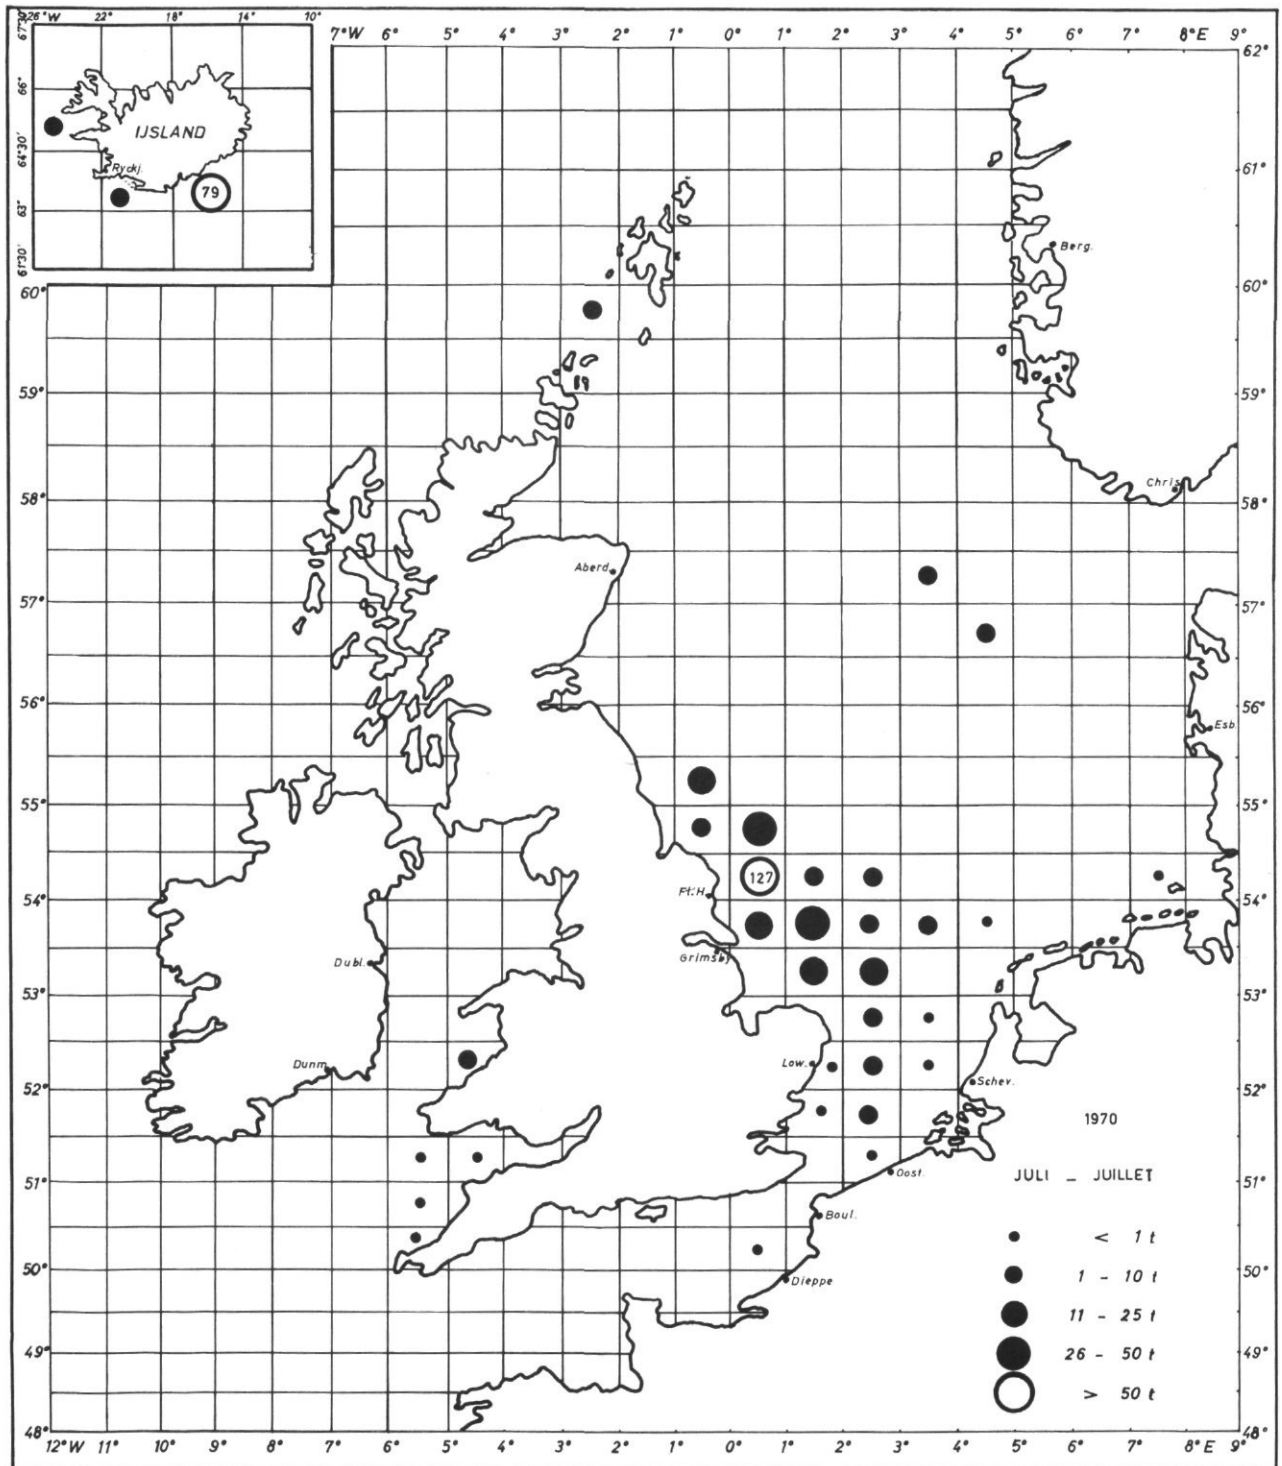 26°W 22° 18° 14° 10°
67°30'
66°
64°30'
63°
61°30'
IJSLAND
Ryckj.
79
7°W 6° 5° 4° 3° 2° 1° 0° 1° 2° 3° 4° 5° 6° 7° 8°E 9°
62°
61°
60° 60°
59° 59°
58° 58°
57° 57°
56° 56°
55° 55°
54° 54°
53° 53°
52° 52°
51° 51°
50° 50°
49° 49°
48° 48°
Berg.
Chris
Aberd.
Esb.
127
Fl.H.
Grimsby
Dubl.
Dunm.
Low.
Schev.
Oost.
Boul.
Dieppe
1970
JULI – JUILLET
< 1 t
1 – 10 t
11 – 25 t
26 – 50 t
> 50 t
12°W 11° 10° 9° 8° 7° 6° 5° 4° 3° 2° 1° 0° 1° 2° 3° 4° 5° 6° 7° 8°E 9°